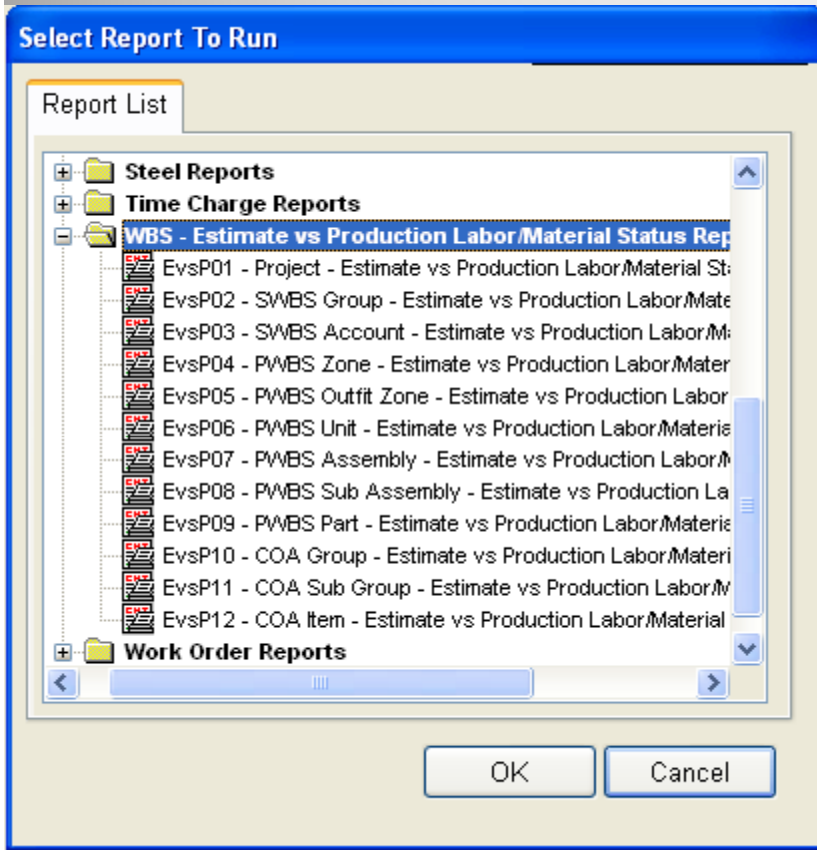 Select Report To Run
Report List
Steel Reports
Time Charge Reports
WBS - Estimate vs Production Labor/Material Status Rep
EvsP01 - Project - Estimate vs Production Labor/Material St
EvsP02 - SWBS Group - Estimate vs Production Labor/Mate
EvsP03 - SWBS Account - Estimate vs Production Labor/M
EvsP04 - PWBS Zone - Estimate vs Production Labor/Mater
EvsP05 - PWBS Outfit Zone - Estimate vs Production Labor
EvsP06 - PWBS Unit - Estimate vs Production Labor/Materia
EvsP07 - PWBS Assembly - Estimate vs Production Labor/M
EvsP08 - PWBS Sub Assembly - Estimate vs Production La
EvsP09 - PWBS Part - Estimate vs Production Labor/Materia
EvsP10 - COA Group - Estimate vs Production Labor/Materi
EvsP11 - COA Sub Group - Estimate vs Production Labor/M
EvsP12 - COA Item - Estimate vs Production Labor/Material
Work Order Reports
OK Cancel